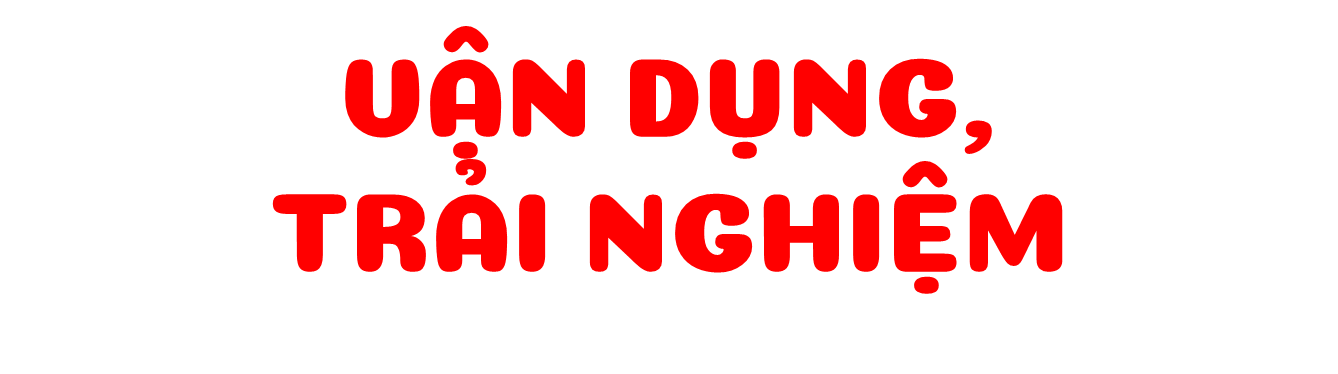 VẬN DỤNG,
TRẢI NGHIỆM